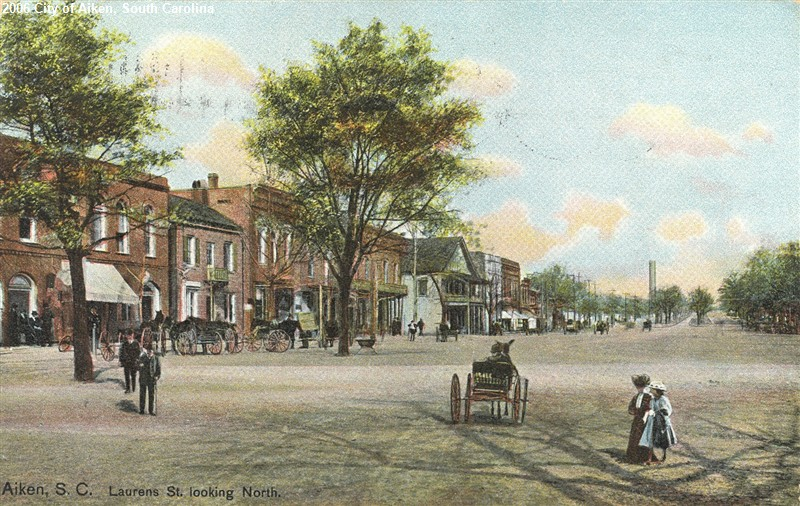 2006 City of Aiken, South Carolina
Aiken, S. C. Laurens St. looking North.